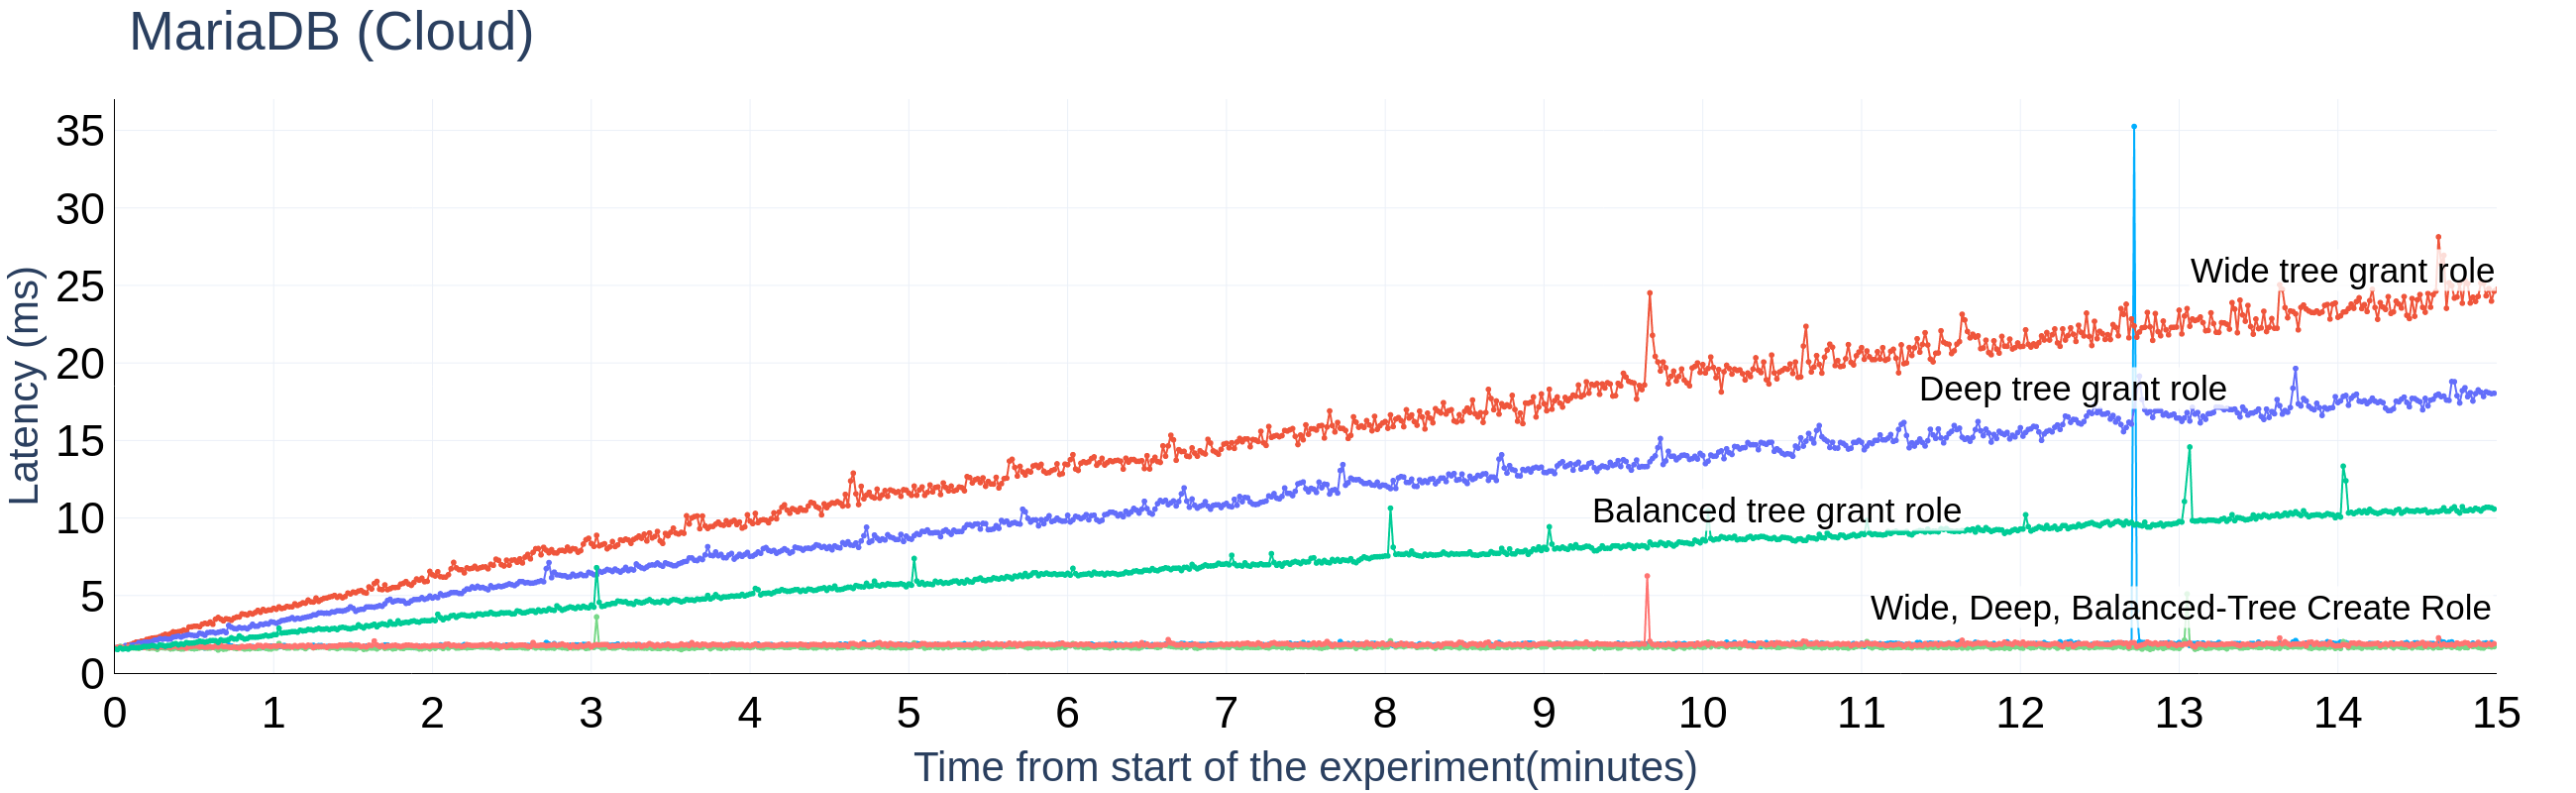 MariaDB (Cloud)
35
30
25
20
15
10
5
0
Latency (ms)
Wide tree grant role
Deep tree grant role
Balanced tree grant role
Wide, Deep, Balanced-Tree Create Role
0 1 2 3 4 5 6 7 8 9 10 11 12 13 14 15
Time from start of the experiment(minutes)